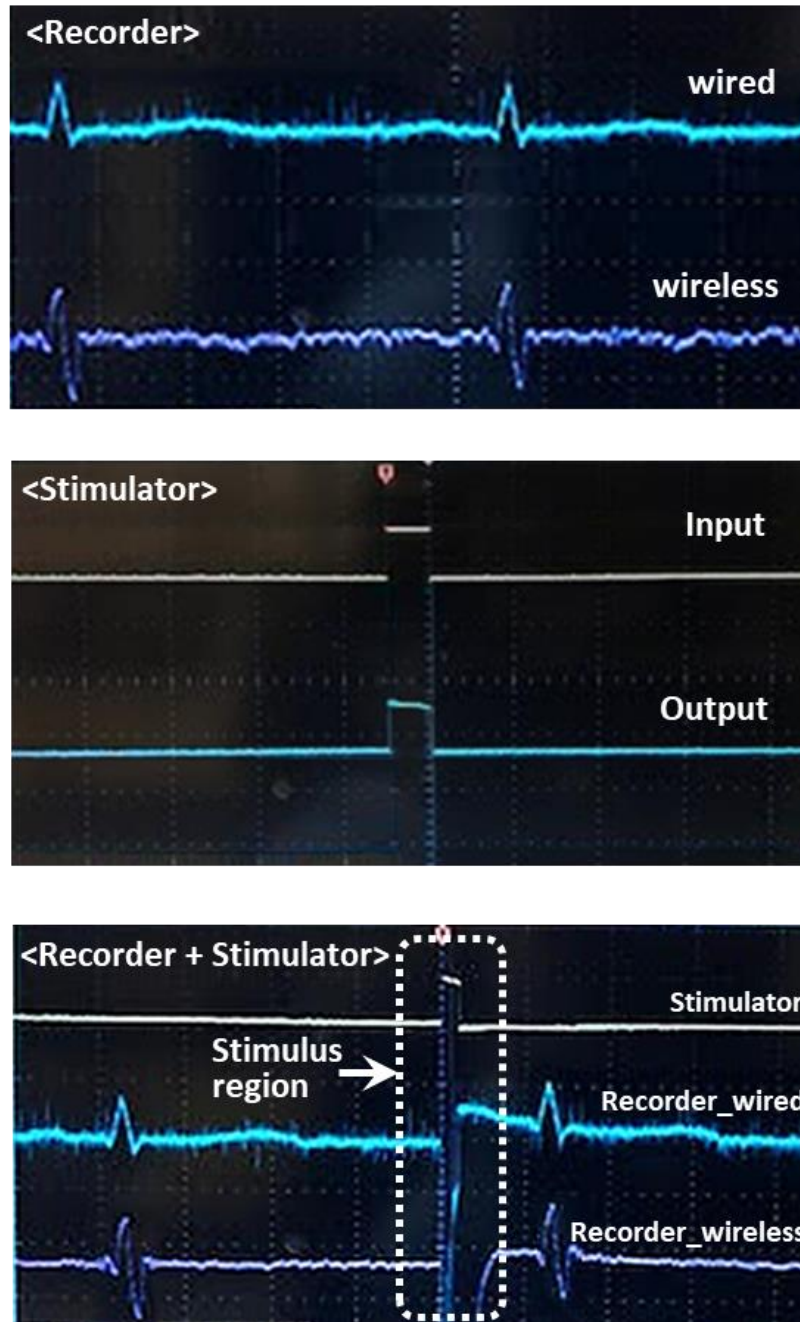 <Recorder>
wired
wireless
<Stimulator>
Input
Output
<Recorder + Stimulator>
Stimulator
Stimulus
region
Recorder_wired
Recorder_wireless